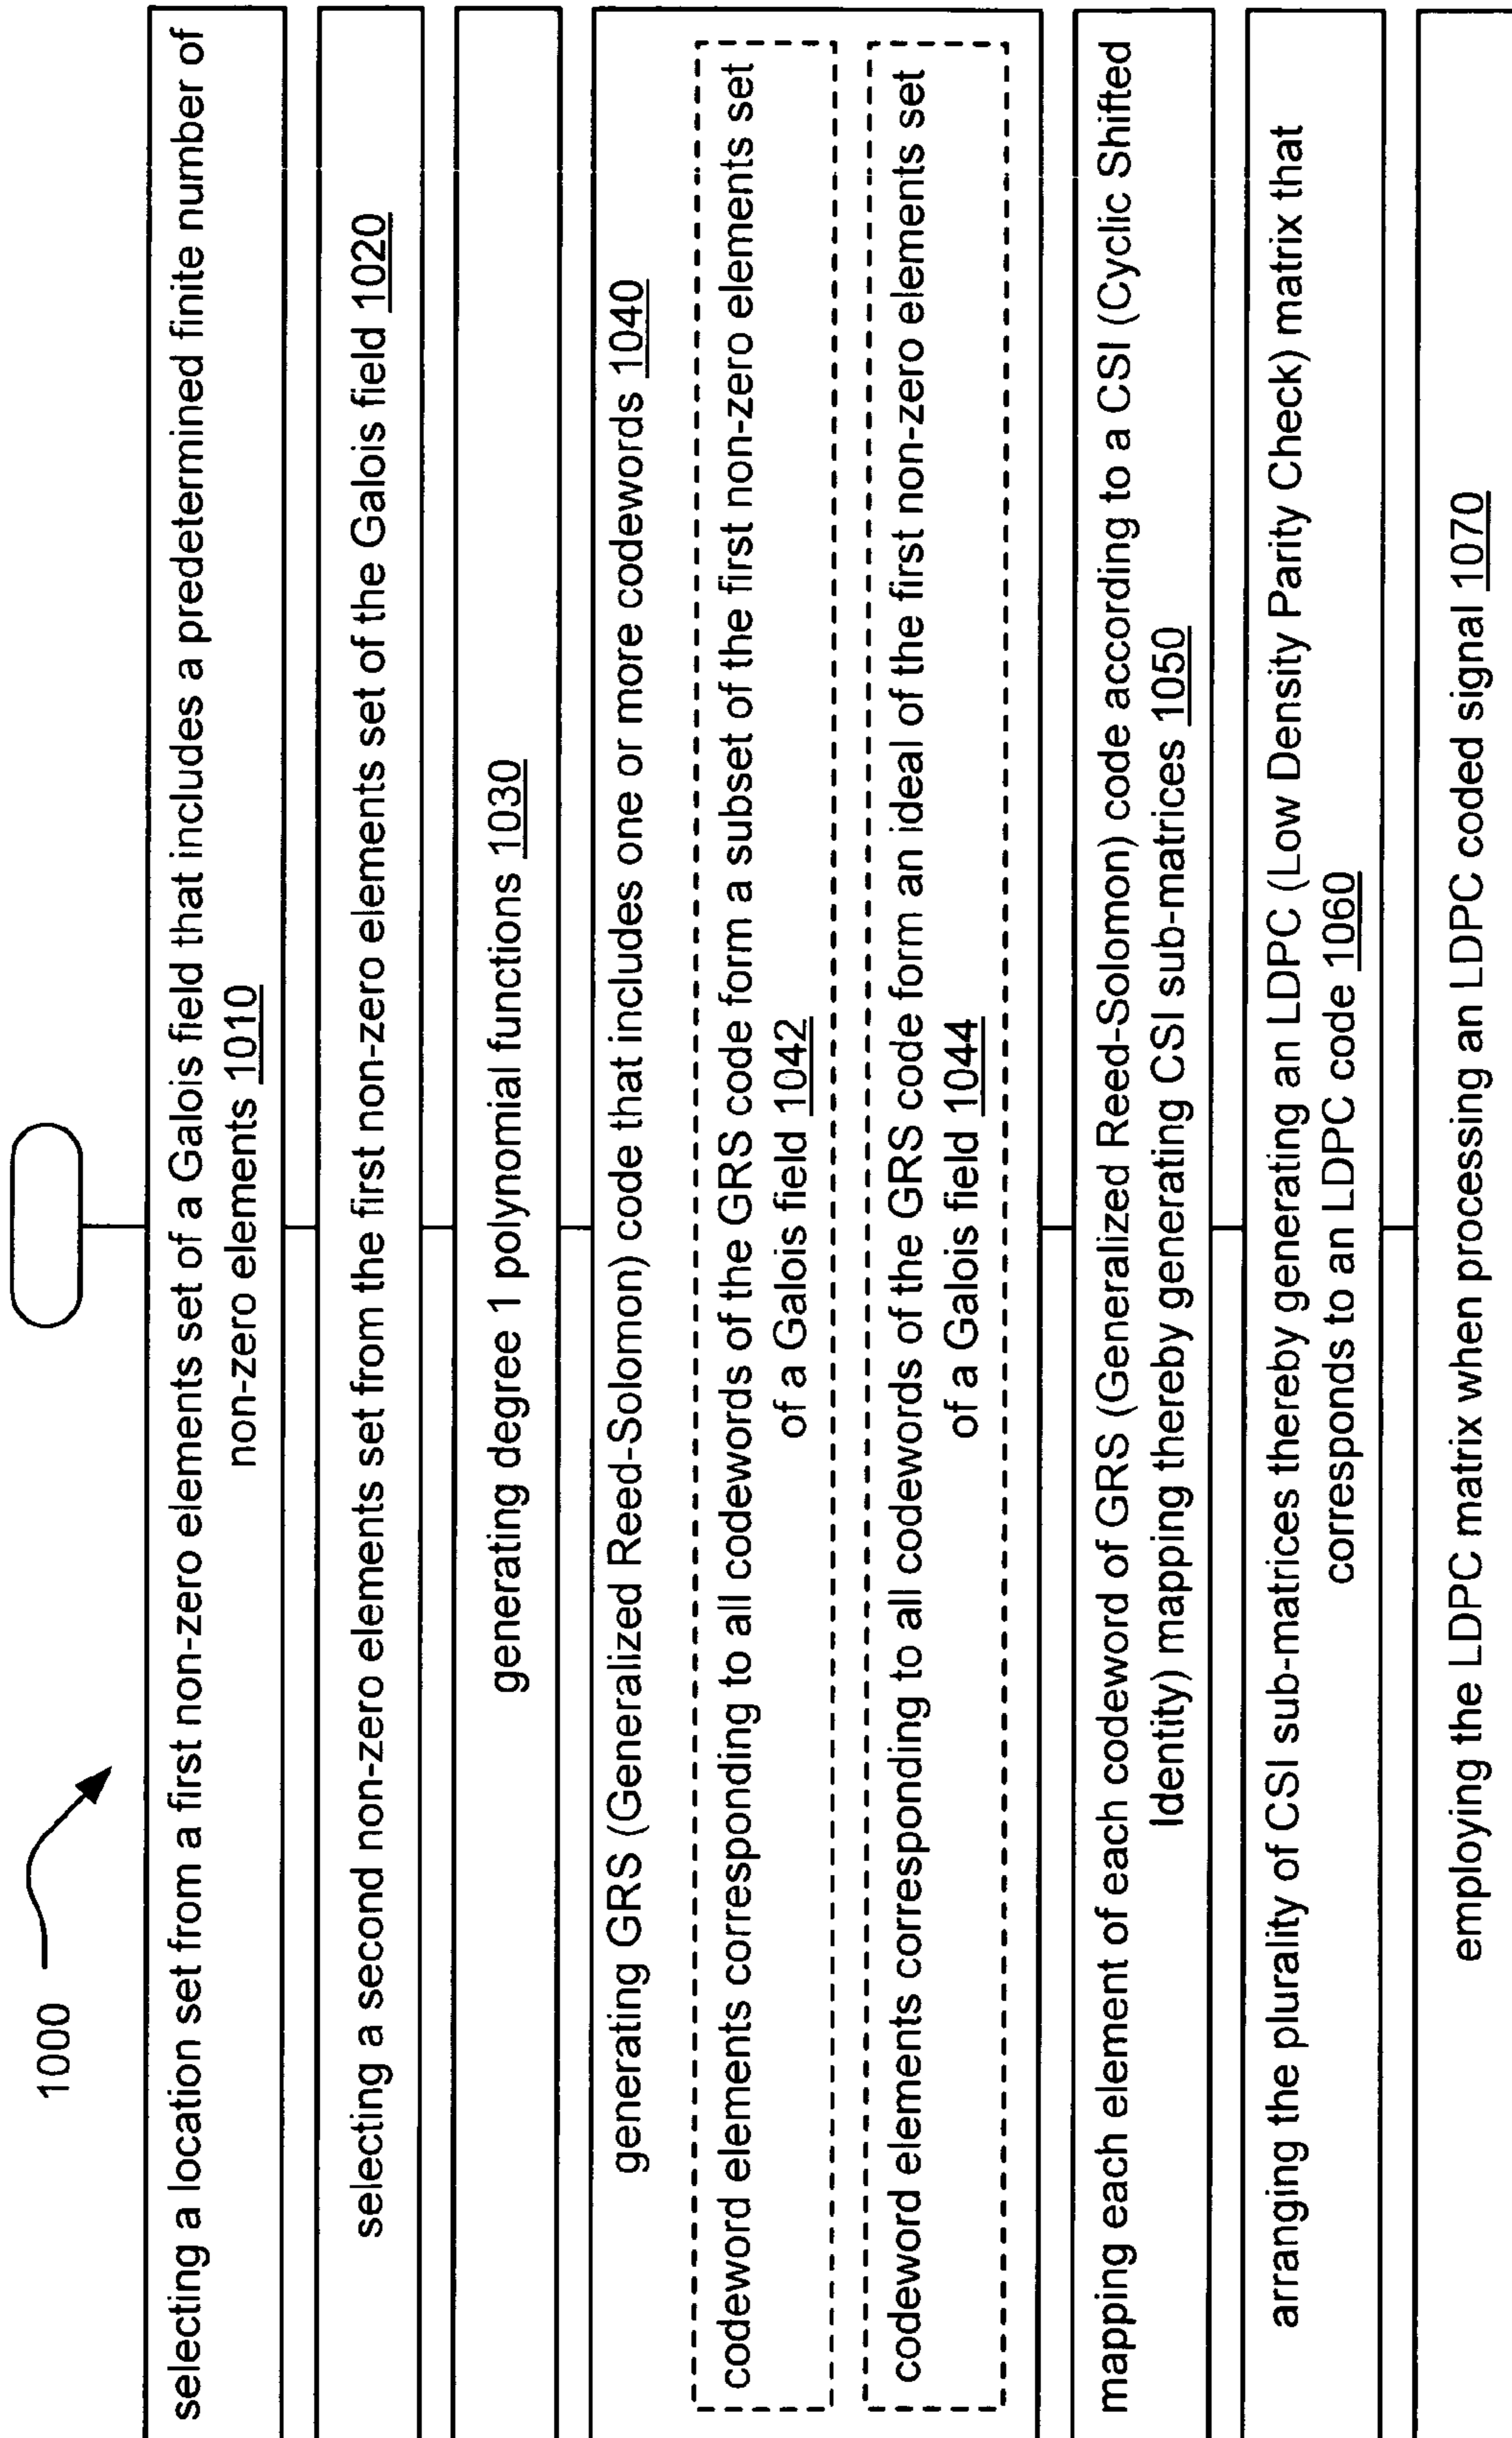 1000
selecting a location set from a first non-zero elements set of a Galois field that includes a predetermined finite number of
non-zero elements 1010
selecting a second non-zero elements set from the first non-zero elements set of the Galois field 1020
generating degree 1 polynomial functions 1030
generating GRS (Generalized Reed-Solomon) code that includes one or more codewords 1040
codeword elements corresponding to all codewords of the GRS code form a subset of the first non-zero elements set
of a Galois field 1042
codeword elements corresponding to all codewords of the GRS code form an ideal of the first non-zero elements set
of a Galois field 1044
mapping each element of each codeword of GRS (Generalized Reed-Solomon) code according to a CSI (Cyclic Shifted
Identity) mapping thereby generating CSI sub-matrices 1050
arranging the plurality of CSI sub-matrices thereby generating an LDPC (Low Density Parity Check) matrix that
corresponds to an LDPC code 1060
employing the LDPC matrix when processing an LDPC coded signal 1070